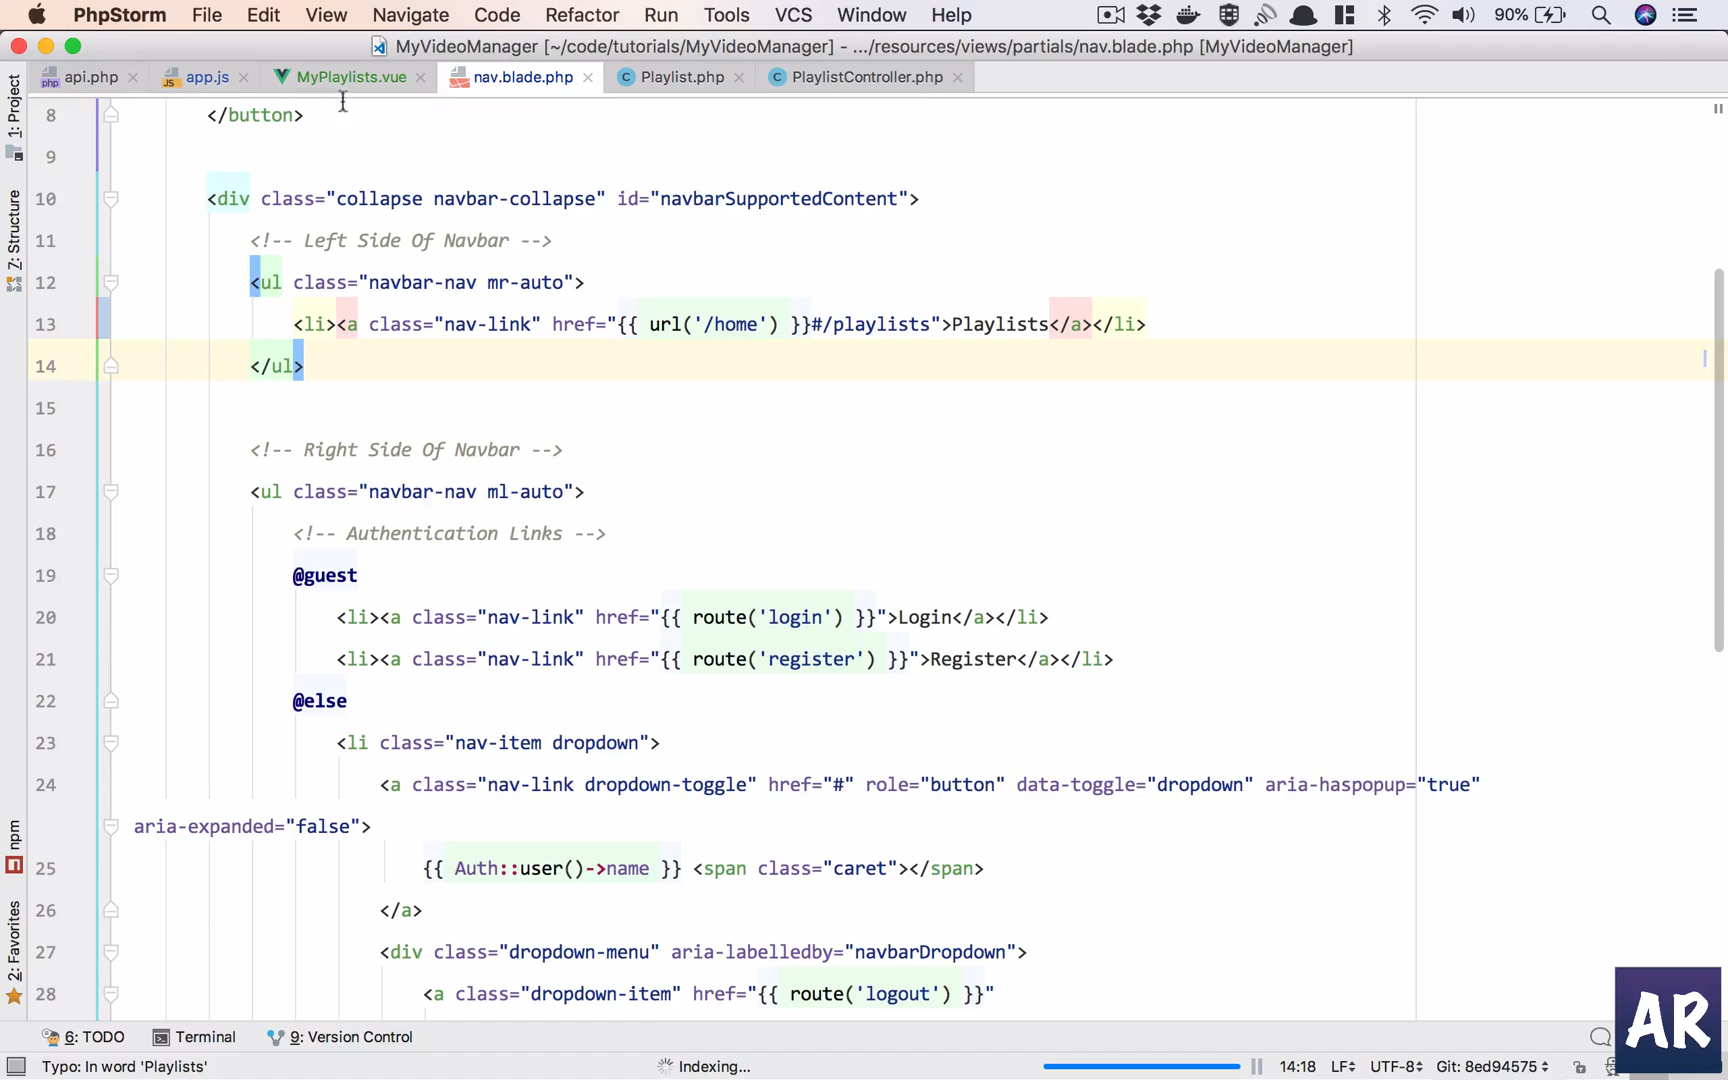 PhpStorm File Edit View Navigate Code Refactor Run Tools VCS Window Help 90%
MyVideoManager [~/code/tutorials/MyVideoManager] - .../resources/views/partials/nav.blade.php [MyVideoManager]
api.php app.js MyPlaylists.vue nav.blade.php Playlist.php PlaylistController.php
1: Project
Z: Structure
npm
2: Favorites
8 </button>
9
10 <div class="collapse navbar-collapse" id="navbarSupportedContent">
11 <!-- Left Side Of Navbar -->
12 <ul class="navbar-nav mr-auto">
13 <li><a class="nav-link" href="{{ url('/home') }}#/playlists">Playlists</a></li>
14 </ul>
15
16 <!-- Right Side Of Navbar -->
17 <ul class="navbar-nav ml-auto">
18 <!-- Authentication Links -->
19 @guest
20 <li><a class="nav-link" href="{{ route('login') }}">Login</a></li>
21 <li><a class="nav-link" href="{{ route('register') }}">Register</a></li>
22 @else
23 <li class="nav-item dropdown">
24 <a class="nav-link dropdown-toggle" href="#" role="button" data-toggle="dropdown" aria-haspopup="true"
aria-expanded="false">
25 {{ Auth::user()->name }} <span class="caret"></span>
26 </a>
27 <div class="dropdown-menu" aria-labelledby="navbarDropdown">
28 <a class="dropdown-item" href="{{ route('logout') }}"
6: TODO Terminal 9: Version Control
Typo: In word 'Playlists' Indexing... 14:18 LF UTF-8 Git: 8ed94575
AR